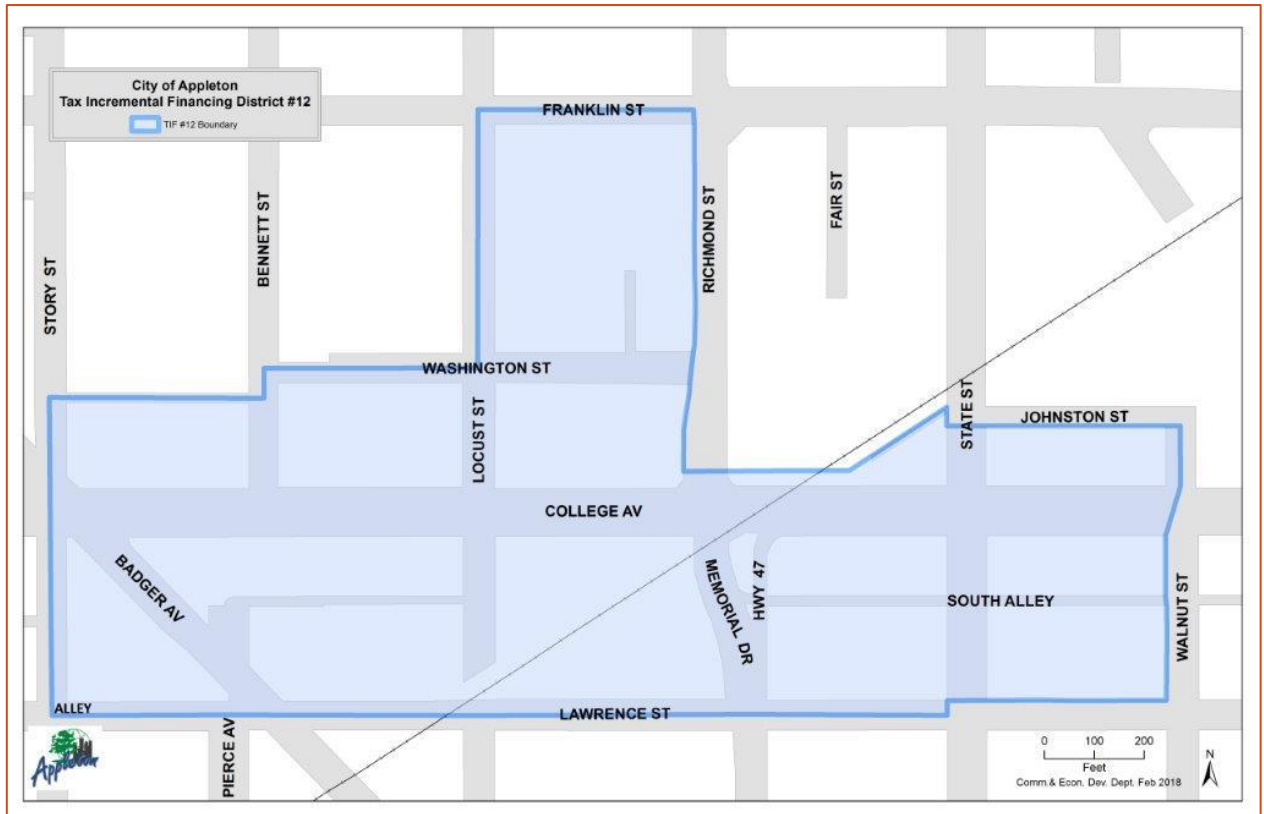 City of Appleton
Tax Incremental Financing District #12
TIF #12 Boundary
FRANKLIN ST
STORY ST
BENNETT ST
RICHMOND ST
FAIR ST
WASHINGTON ST
LOCUST ST
STATE ST
JOHNSTON ST
COLLEGE AV
BADGER AV
MEMORIAL DR
HWY 47
SOUTH ALLEY
WALNUT ST
ALLEY
LAWRENCE ST
PIERCE AV
Appleton
0 100 200
Feet
Comm.& Econ. Dev. Dept. Feb 2018
N